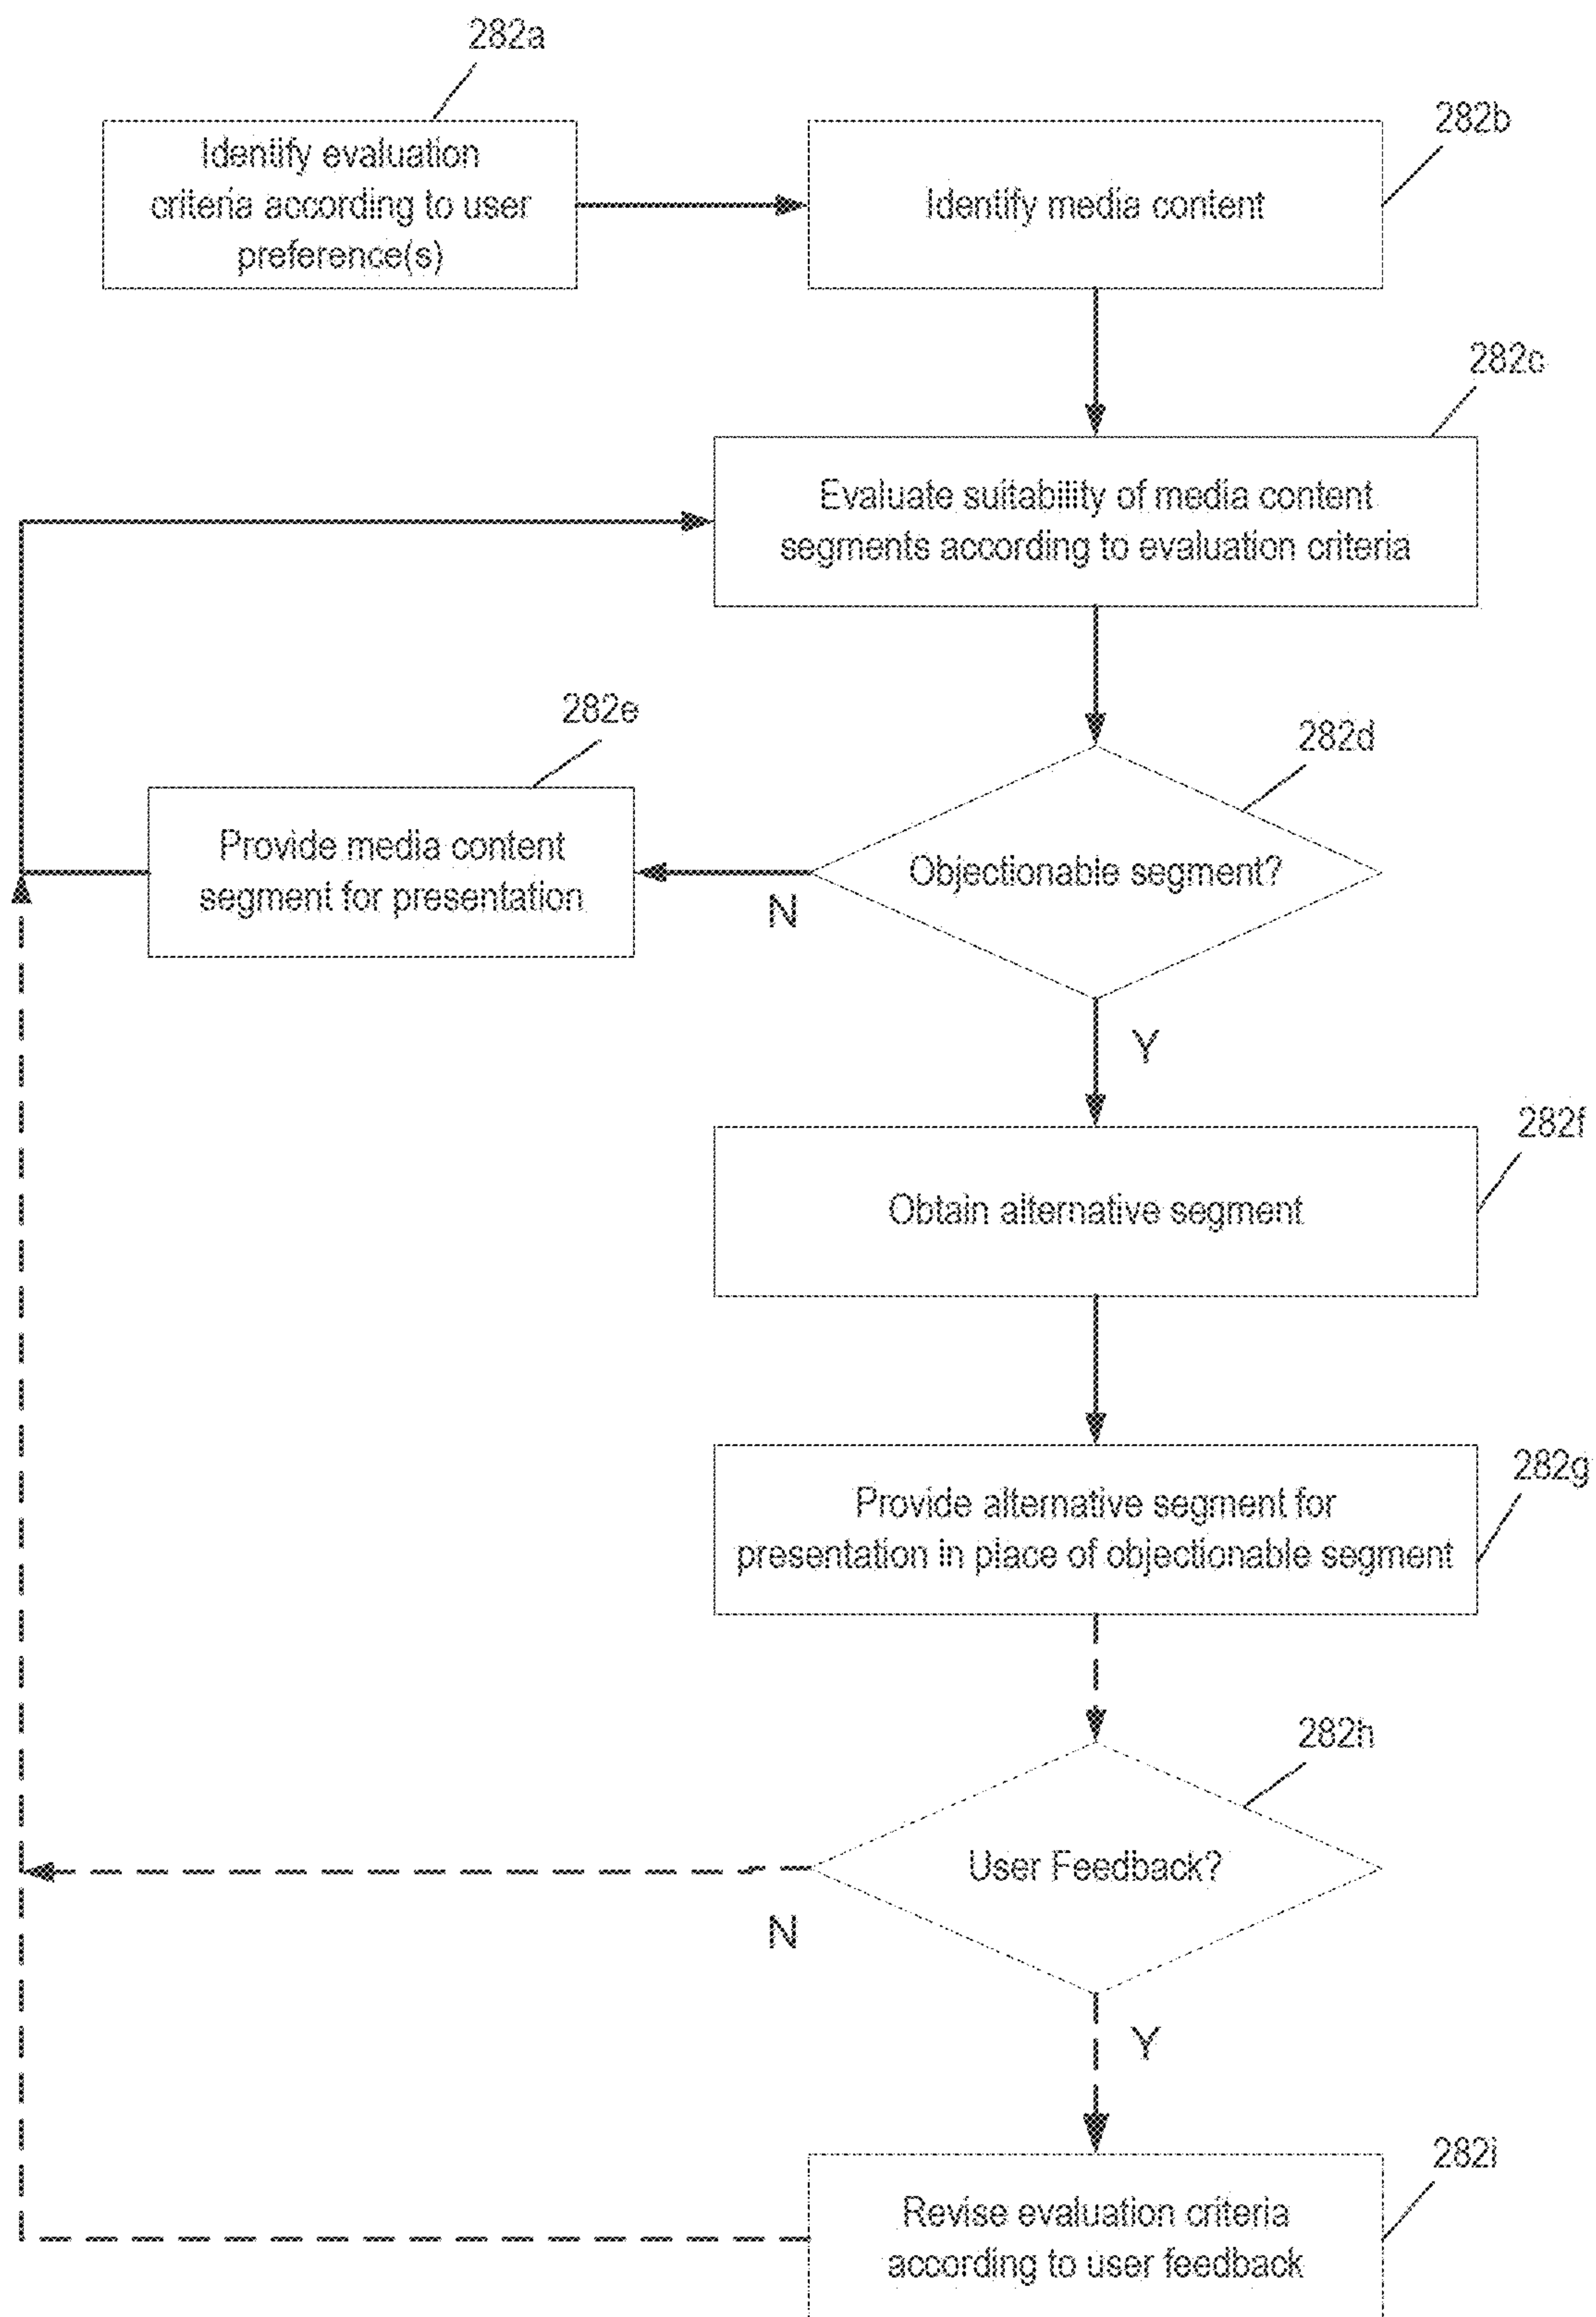 282a
Identify evaluation
criteria according to user
preference(s)
282b
Identify media content
282c
Evaluate suitability of media content
segments according to evaluation criteria
282d
Objectionable segment?
282e
Provide media content
segment for presentation
N
Y
282f
Obtain alternative segment
282g
Provide alternative segment for
presentation in place of objectionable segment
282h
User Feedback?
N
Y
282i
Revise evaluation criteria
according to user feedback